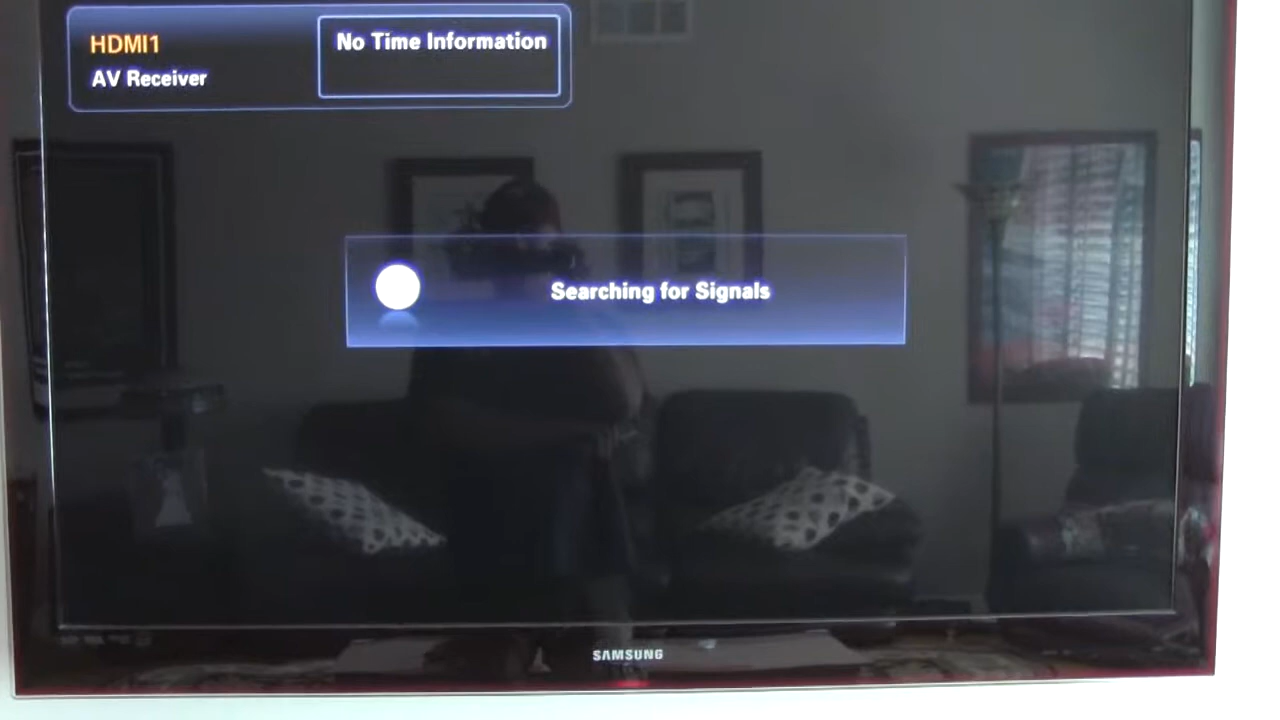 HDMI1
AV Receiver
No Time Information
Searching for Signals
SAMSUNG